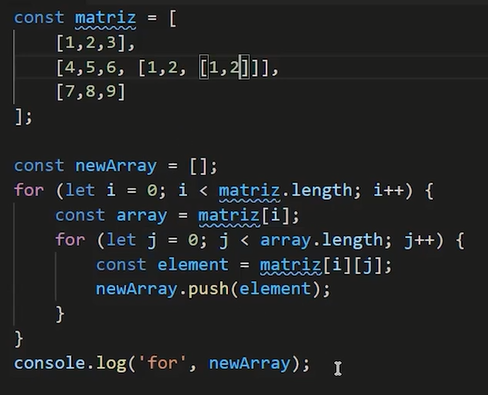 const matriz = [
    [1,2,3],
    [4,5,6, [1,2, [1,2]]],
    [7,8,9]
];

const newArray = [];
for (let i = 0; i < matriz.length; i++) {
    const array = matriz[i];
    for (let j = 0; j < array.length; j++) {
        const element = matriz[i][j];
        newArray.push(element);
    }
}
console.log('for', newArray);